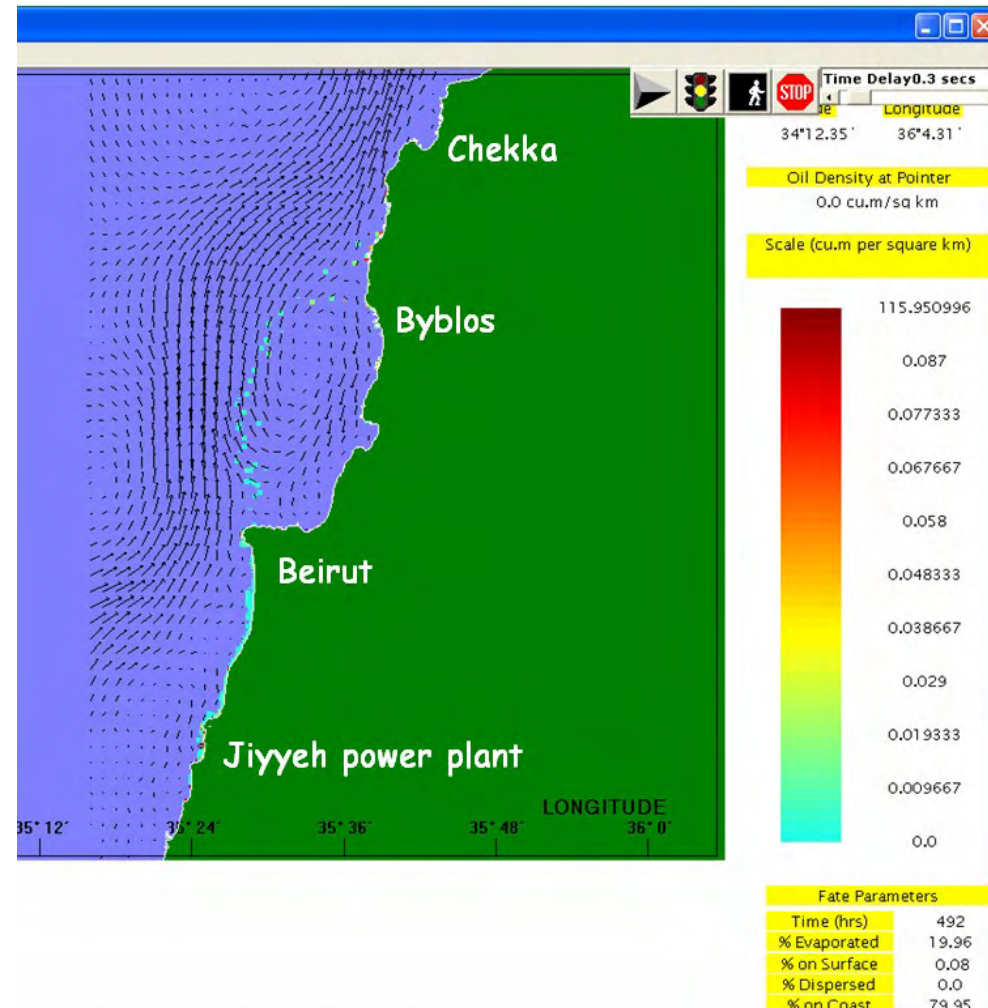 STOP
Time Delay0.3 secs
Longitude
34°12.35' 36°4.31'
Oil Density at Pointer
0.0 cu.m/sq km
Scale (cu.m per square km)
115.950996
0.087
0.077333
0.067667
0.058
0.048333
0.038667
0.029
0.019333
0.009667
0.0
Chekka
Byblos
Beirut
Jiyyeh power plant
LONGITUDE
35°12' 35°24' 35°36' 35°48' 36°0'
Fate Parameters
Time (hrs) 492
% Evaporated 19.96
% on Surface 0.08
% Dispersed 0.0
% on Coast 79.95